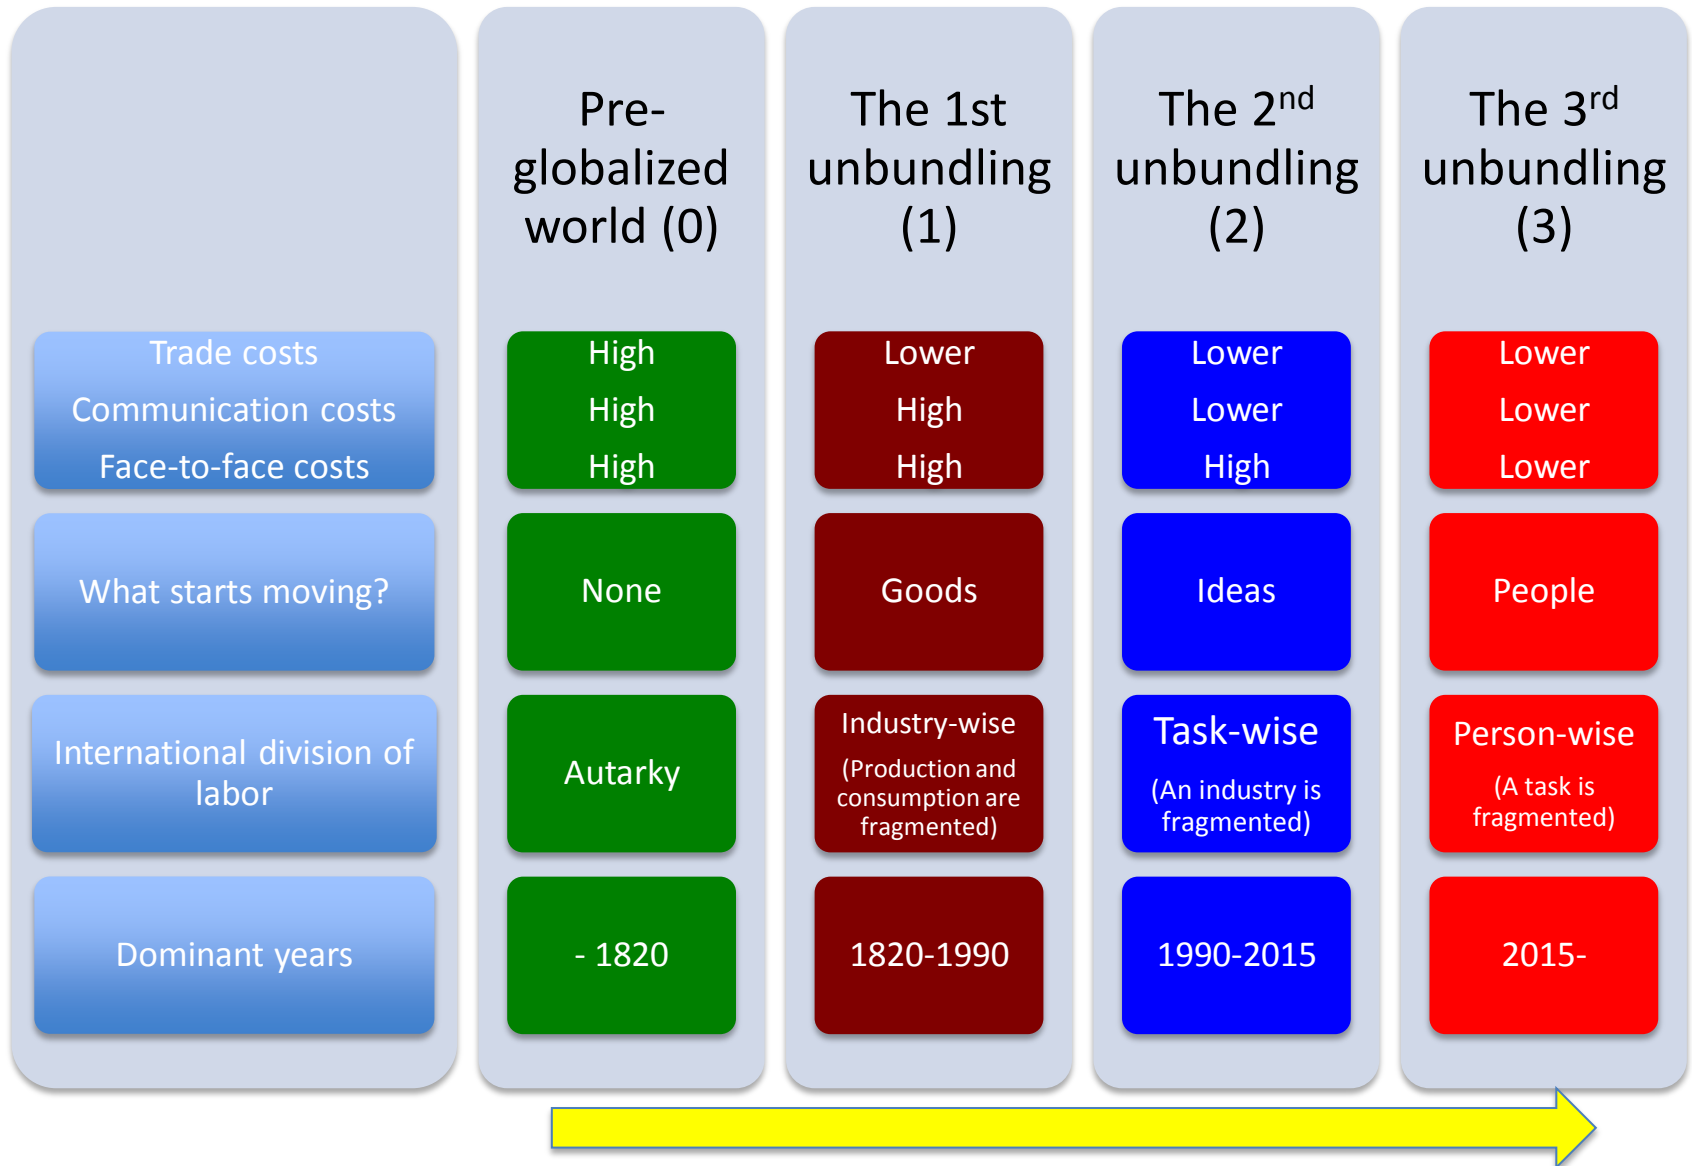 Pre-
globalized
world (0)
The 1st
unbundling
(1)
The 2nd
unbundling
(2)
The 3rd
unbundling
(3)
Trade costs
Communication costs
Face-to-face costs
High
High
High
Lower
High
High
Lower
Lower
High
Lower
Lower
Lower
What starts moving?
None
Goods
Ideas
People
International division of
labor
Autarky
Industry-wise
(Production and
consumption are
fragmented)
Task-wise
(An industry is
fragmented)
Person-wise
(A task is
fragmented)
Dominant years
- 1820
1820-1990
1990-2015
2015-